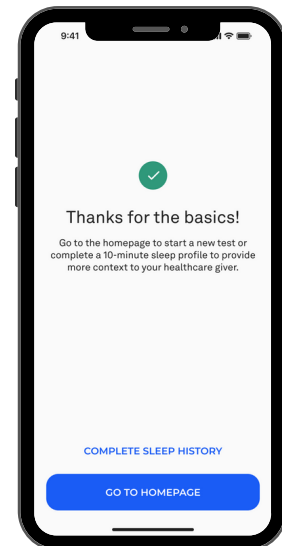 9:41
Thanks for the basics!
Go to the homepage to start a new test or
complete a 10-minute sleep profile to provide
more context to your healthcare giver.
COMPLETE SLEEP HISTORY
GO TO HOMEPAGE